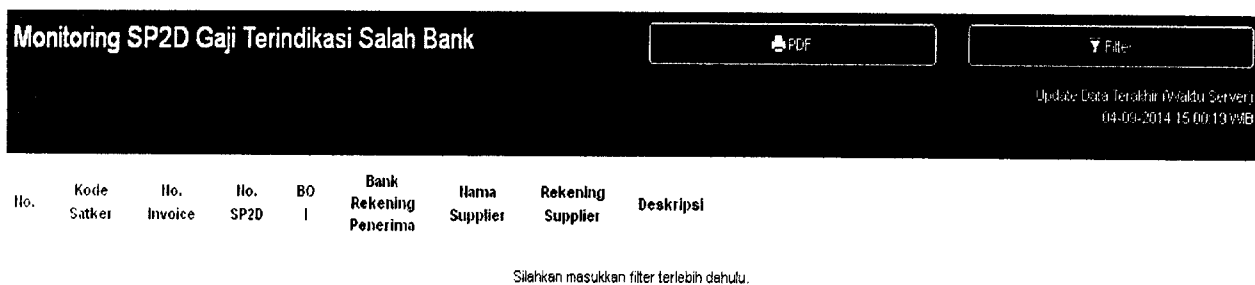 Monitoring SP2D Gaji Terindikasi Salah Bank
PDF
Filter
Update Data Terakhir (Waktu Server)
04-09-2014 15:00:19 WIB
No.
Kode Satker
No. Invoice
No. SP2D
BO I
Bank Rekening Penerima
Nama Supplier
Rekening Supplier
Deskripsi
Silahkan masukkan filter terlebih dahulu.